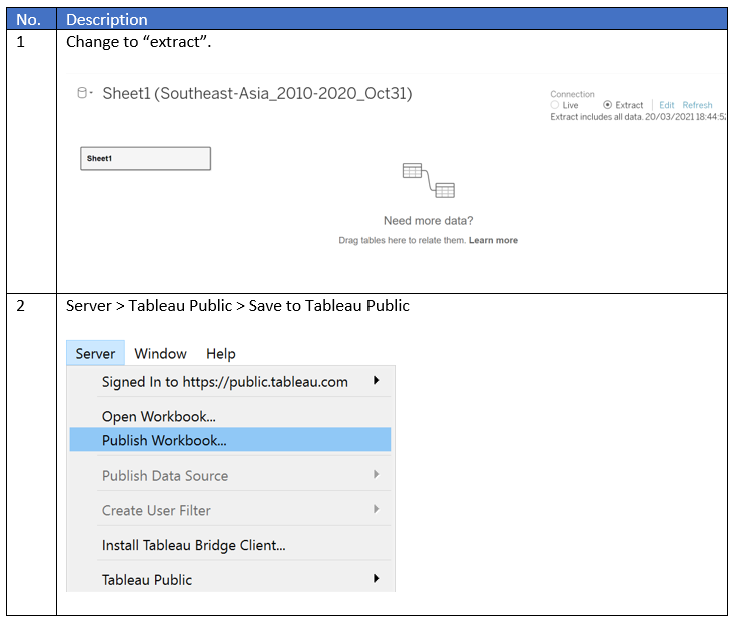 No. Description
1 Change to “extract”.
Sheet1 (Southeast-Asia_2010-2020_Oct31)
Connection
Live Extract Edit Refresh
Extract includes all data. 20/03/2021 18:44:52
Sheet1
Need more data?
Drag tables here to relate them. Learn more
2 Server > Tableau Public > Save to Tableau Public
Server Window Help
Signed In to https://public.tableau.com
Open Workbook...
Publish Workbook...
Publish Data Source
Create User Filter
Install Tableau Bridge Client...
Tableau Public